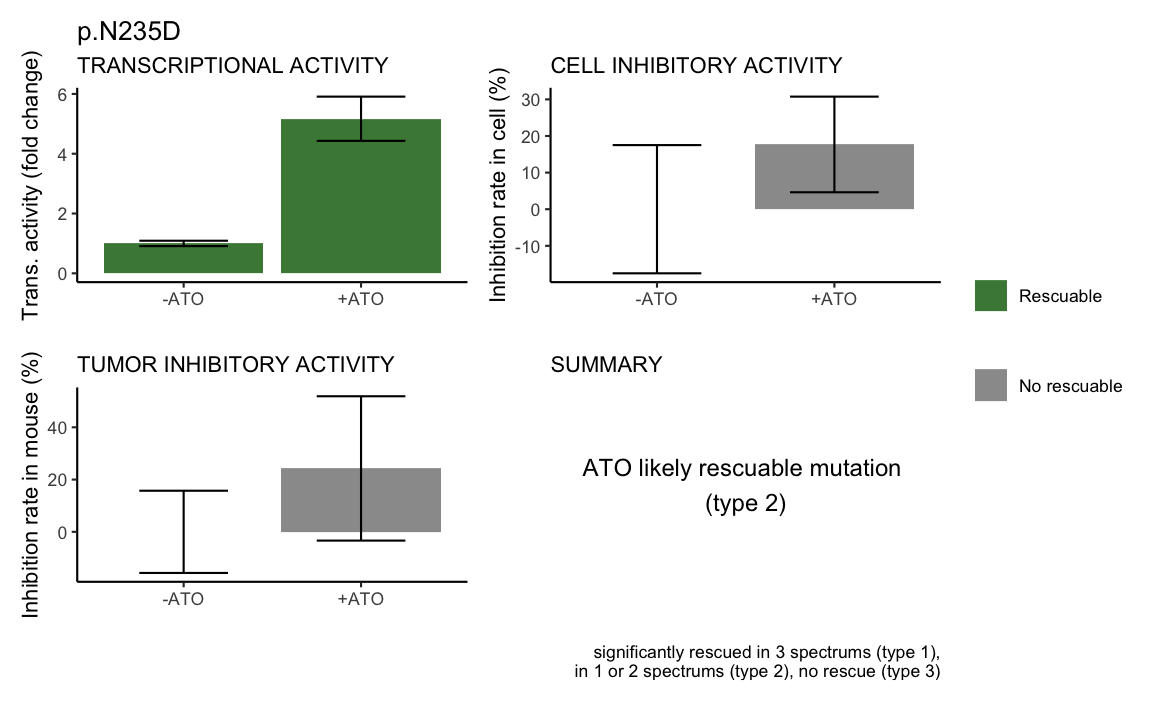 p.N235D
TRANSCRIPTIONAL ACTIVITY
Trans. activity (fold change)
6
4
2
0
-ATO
+ATO
CELL INHIBITORY ACTIVITY
Inhibition rate in cell (%)
30
20
10
0
-10
-ATO
+ATO
Rescuable
No rescuable
TUMOR INHIBITORY ACTIVITY
Inhibition rate in mouse (%)
40
20
0
-ATO
+ATO
SUMMARY
ATO likely rescuable mutation
(type 2)
significantly rescued in 3 spectrums (type 1),
in 1 or 2 spectrums (type 2), no rescue (type 3)